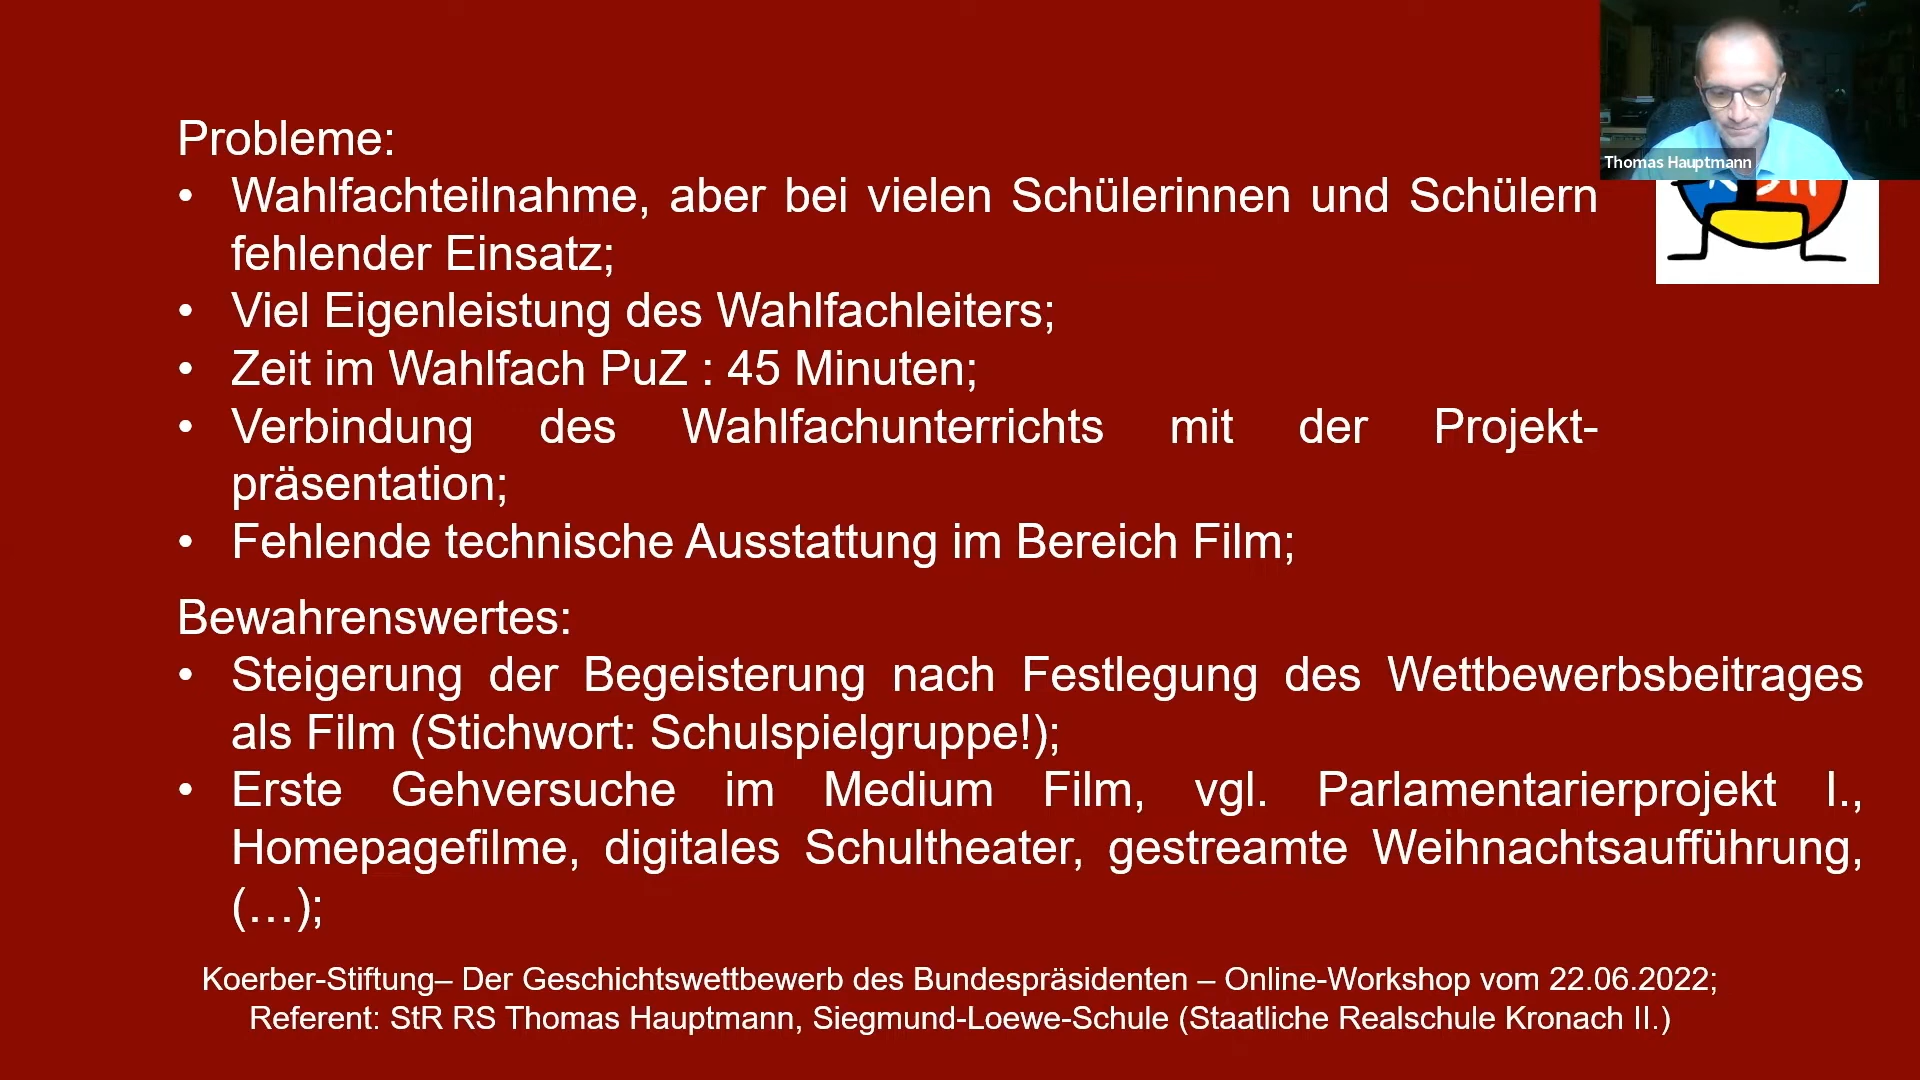 Probleme:
• Wahlfachteilnahme, aber bei vielen Schülerinnen und Schülern
fehlender Einsatz;
• Viel Eigenleistung des Wahlfachleiters;
• Zeit im Wahlfach PuZ : 45 Minuten;
• Verbindung des Wahlfachunterrichts mit der Projekt-
präsentation;
• Fehlende technische Ausstattung im Bereich Film;
Bewahrenswertes:
• Steigerung der Begeisterung nach Festlegung des Wettbewerbsbeitrages
als Film (Stichwort: Schulspielgruppe!);
• Erste Gehversuche im Medium Film, vgl. Parlamentarierprojekt I.,
Homepagefilme, digitales Schultheater, gestreamte Weihnachtsaufführung,
(…);
Koerber-Stiftung– Der Geschichtswettbewerb des Bundespräsidenten – Online-Workshop vom 22.06.2022;
Referent: StR RS Thomas Hauptmann, Siegmund-Loewe-Schule (Staatliche Realschule Kronach II.)
Thomas Hauptmann